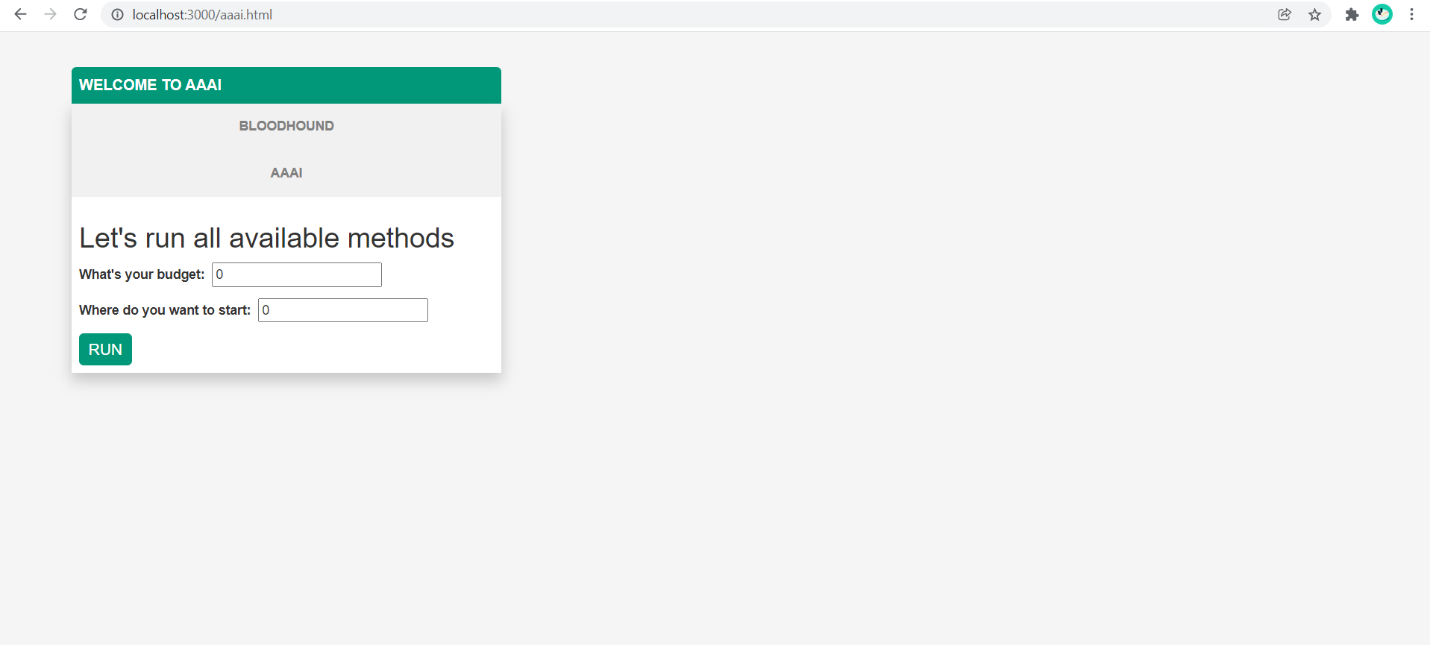 localhost:3000/aaai.html
WELCOME TO AAAI
BLOODHOUND
AAAI
Let's run all available methods
What's your budget: 0
Where do you want to start: 0
RUN